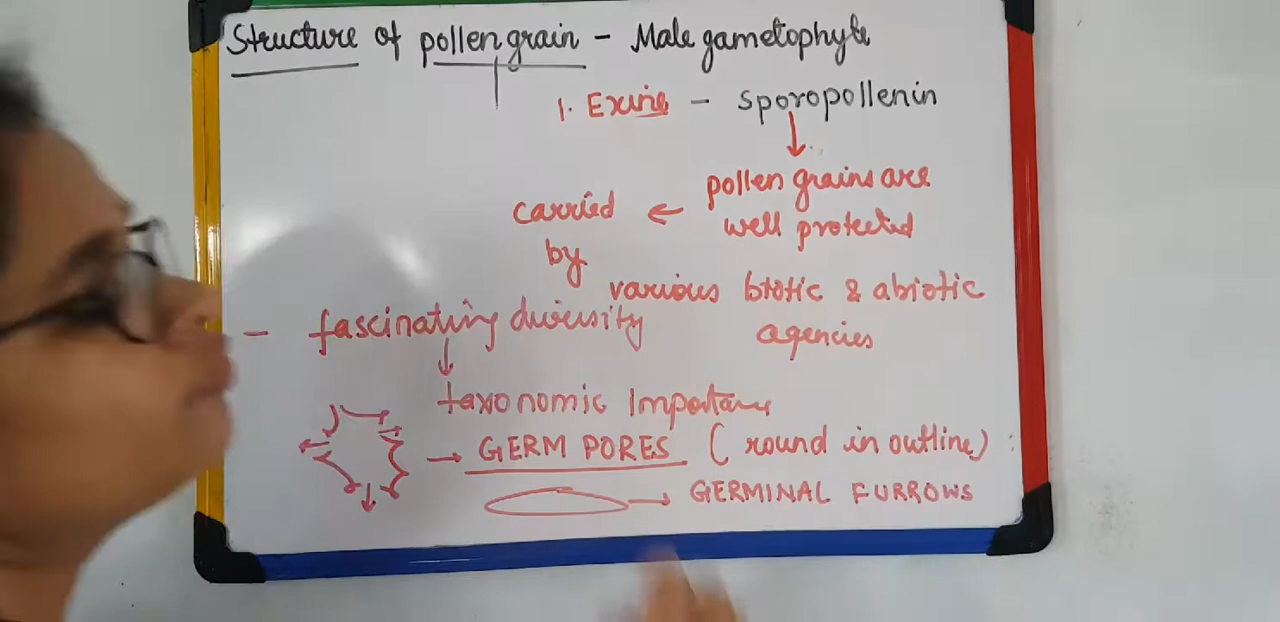 Structure of pollen grain - Male gametophyte
1. Exine - sporopollenin
pollen grains are
well protected
carried
by
various biotic & abiotic
agencies
- fascinating diversity
taxonomic Importance
GERM PORES (round in outline)
GERMINAL FURROWS